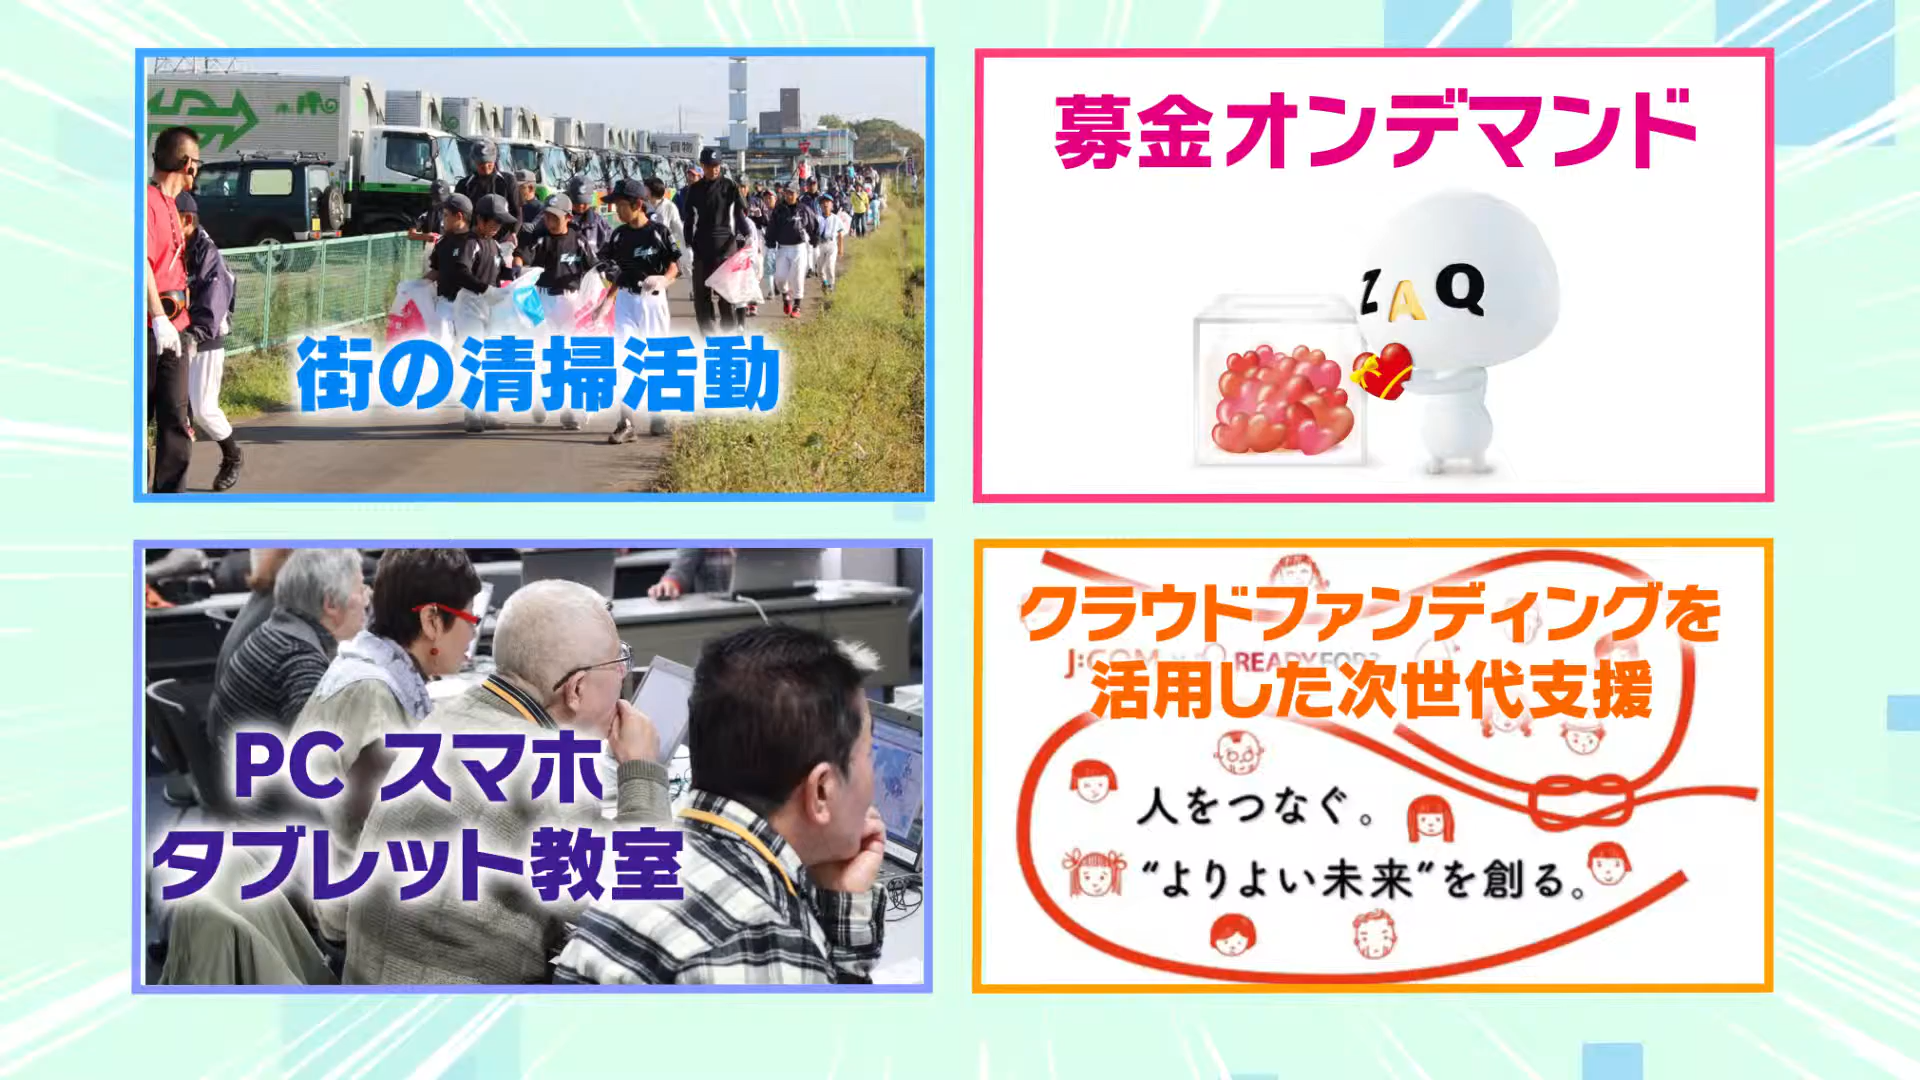 街の清掃活動
募金オンデマンド
ZAQ
PC スマホ
タブレット教室
クラウドファンディングを
J:COM READYFOR?
活用した次世代支援
人をつなぐ。
“よりよい未来”を創る。